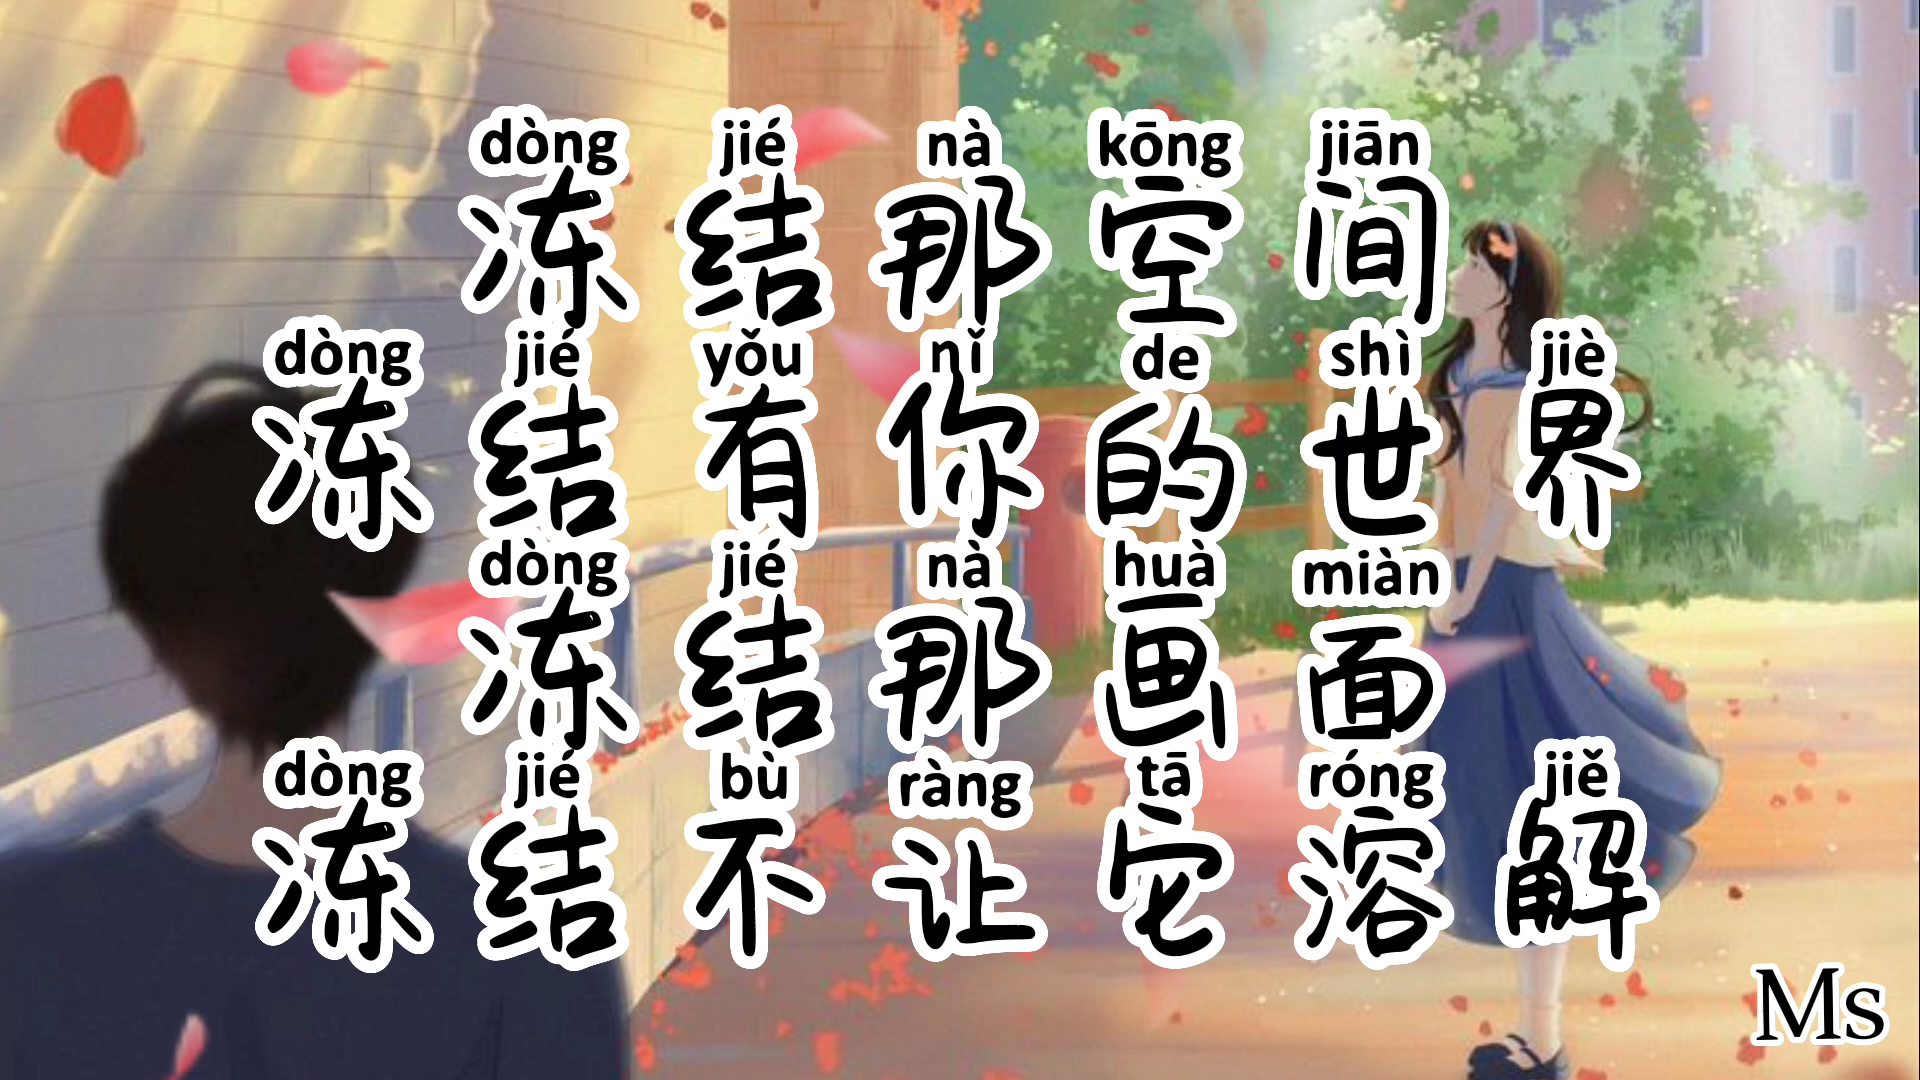 dòng jié nà kōng jiān
冻结那空间
dòng jié yǒu nǐ de shì jiè
冻结有你的世界
dòng jié nà huà miàn
冻结那画面
dòng jié bù ràng tā róng jiě
冻结不让它溶解
Ms